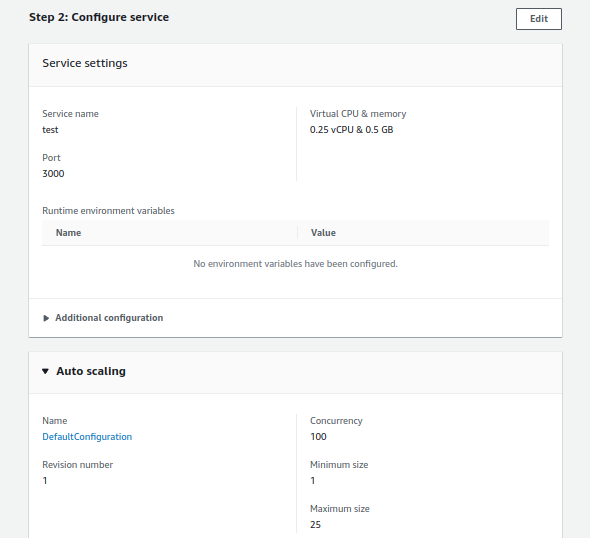 Step 2: Configure service
Edit
Service settings
Service name
test
Virtual CPU & memory
0.25 vCPU & 0.5 GB
Port
3000
Runtime environment variables
Name Value
No environment variables have been configured.
Additional configuration
Auto scaling
Name
DefaultConfiguration
Revision number
1
Concurrency
100
Minimum size
1
Maximum size
25